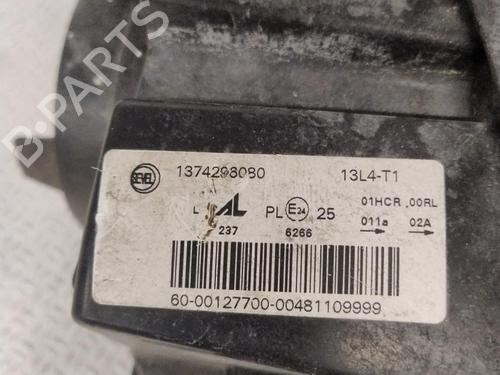 B-PARTS
SEVEL 1374298080 13L4-T1
L AL PL E24 25 01HCR ,00RL
237 6266 011a 02A
60-00127700-00481109999